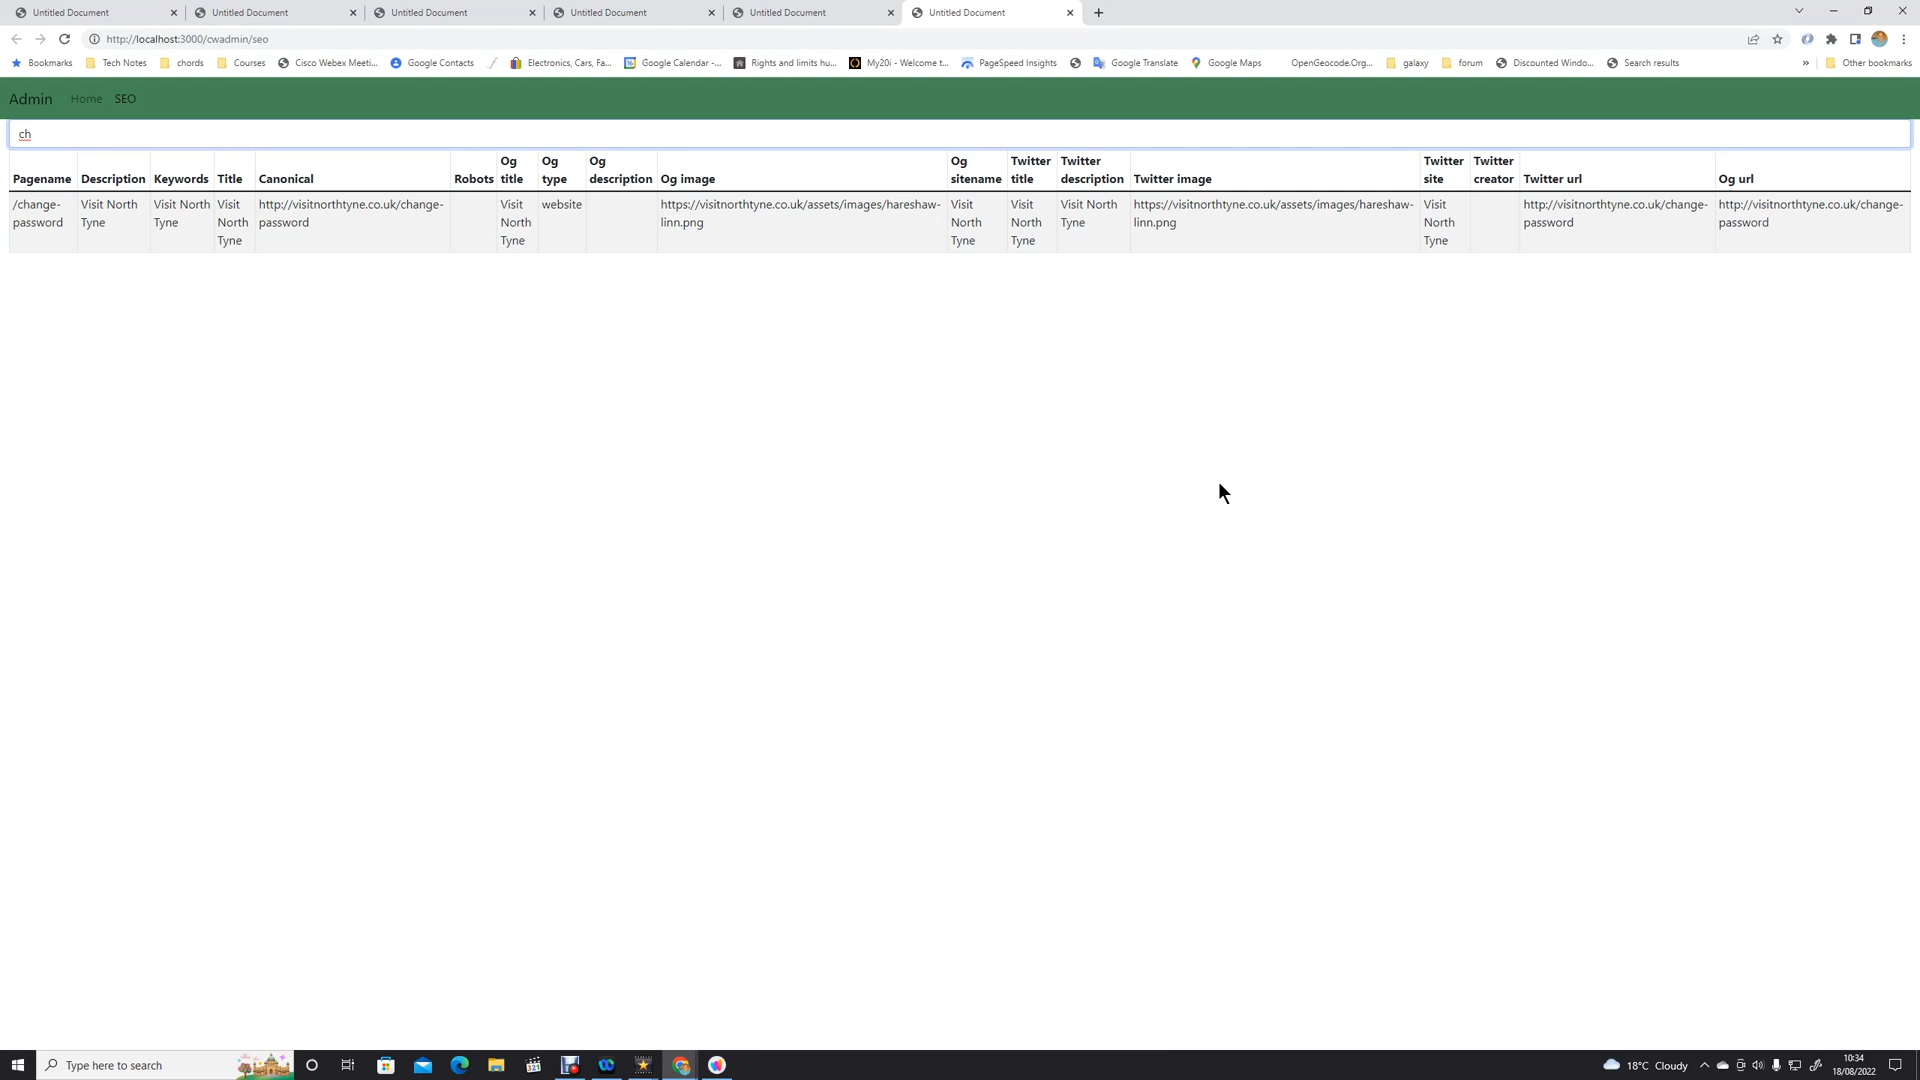 Untitled Document
Untitled Document
Untitled Document
Untitled Document
Untitled Document
Untitled Document
http://localhost:3000/cwadmin/seo
Bookmarks Tech Notes chords Courses Cisco Webex Meeti... Google Contacts Electronics, Cars, Fa... Google Calendar -... Rights and limits hu... My20i - Welcome t... PageSpeed Insights Google Translate Google Maps OpenGeocode.Org... galaxy forum Discounted Windo... Search results » Other bookmarks
Admin Home SEO
ch
Pagename Description Keywords Title Canonical Robots Og title Og type Og description Og image Og sitename Twitter title Twitter description Twitter image Twitter site Twitter creator Twitter url Og url
/change-
password
Visit North
Tyne
Visit North
Tyne
Visit
North
Tyne
http://visitnorthtyne.co.uk/change-
password
Visit
North
Tyne
website
https://visitnorthtyne.co.uk/assets/images/hareshaw-
linn.png
Visit
North
Tyne
Visit
North
Tyne
Visit North
Tyne
https://visitnorthtyne.co.uk/assets/images/hareshaw-
linn.png
Visit
North
Tyne
http://visitnorthtyne.co.uk/change-
password
http://visitnorthtyne.co.uk/change-
password
Type here to search
18°C Cloudy
10:34
18/08/2022